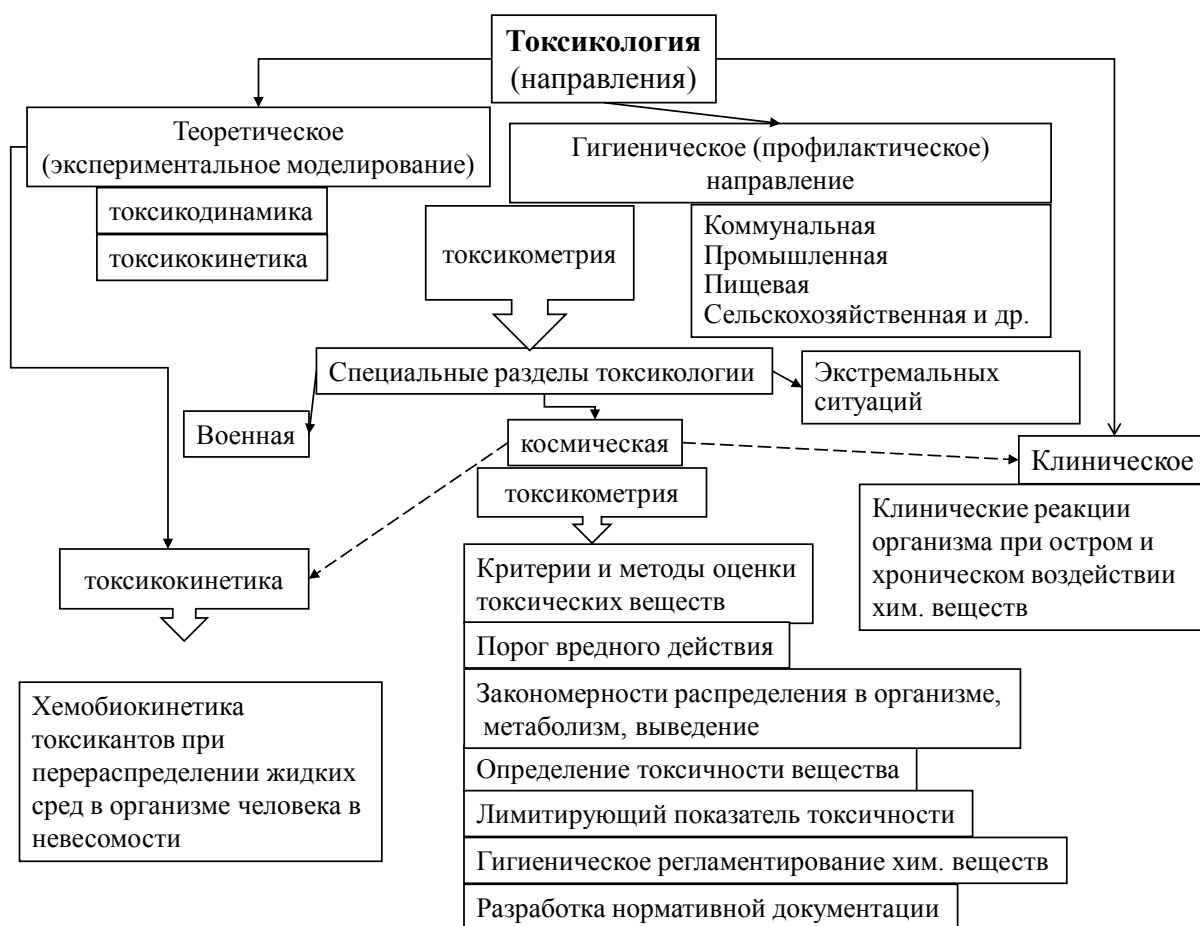 Токсикология
(направления)
Теоретическое
(экспериментальное моделирование)
токсикодинамика
токсикокинетика
Гигиеническое (профилактическое)
направление
токсикометрия
Коммунальная
Промышленная
Пищевая
Сельскохозяйственная и др.
Специальные разделы токсикологии
Экстремальных
ситуаций
Военная
космическая
Клиническое
токсикометрия
Клинические реакции
организма при остром и
хроническом воздействии
хим. веществ
токсикокинетика
Критерии и методы оценки
токсических веществ
Порог вредного действия
Закономерности распределения в организме,
метаболизм, выведение
Определение токсичности вещества
Лимитирующий показатель токсичности
Гигиеническое регламентирование хим. веществ
Разработка нормативной документации
Хемобиокинетика
токсикантов при
перераспределении жидких
сред в организме человека в
невесомости